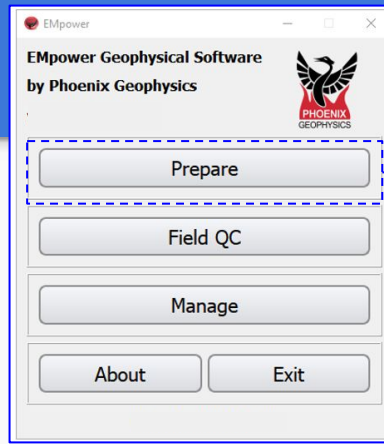 EMpower
EMpower Geophysical Software
by Phoenix Geophysics
PHOENIX
GEOPHYSICS
Prepare
Field QC
Manage
About Exit